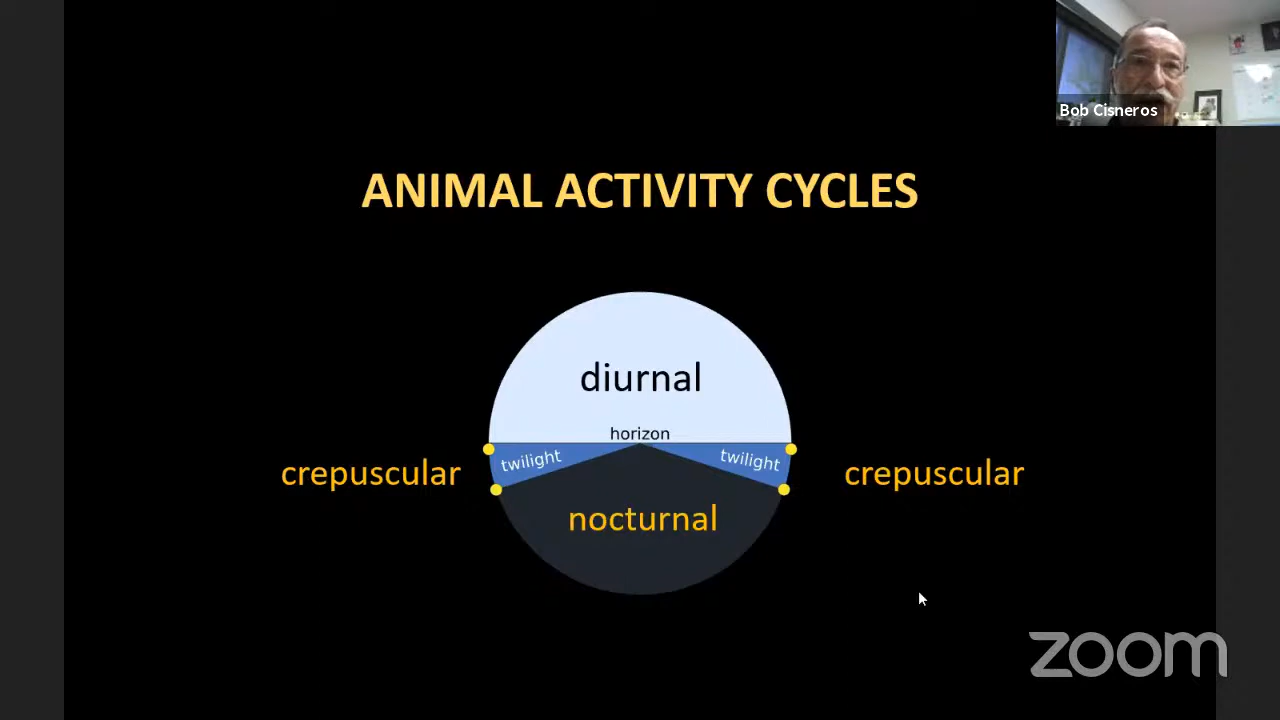 Bob Cisneros
ANIMAL ACTIVITY CYCLES
diurnal
horizon
twilight
twilight
crepuscular
crepuscular
nocturnal
zoom